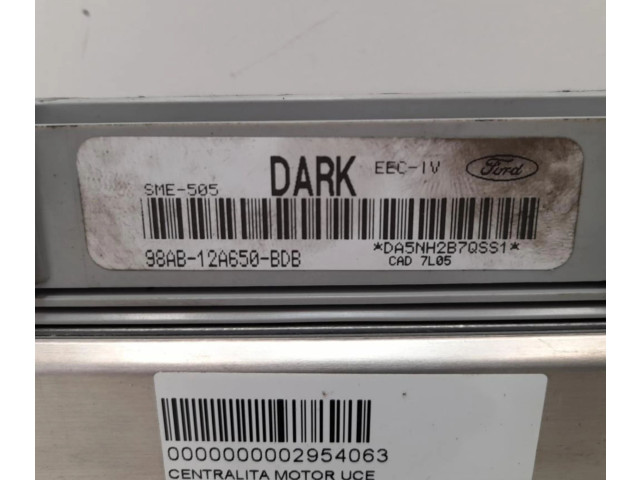 DARK EEC-IV Ford
SME-505
*DA5NH2B7QSS1*
98AB-12A650-BDB CAD 7L05
0000000002954063
CENTRALITA MOTOR UCE